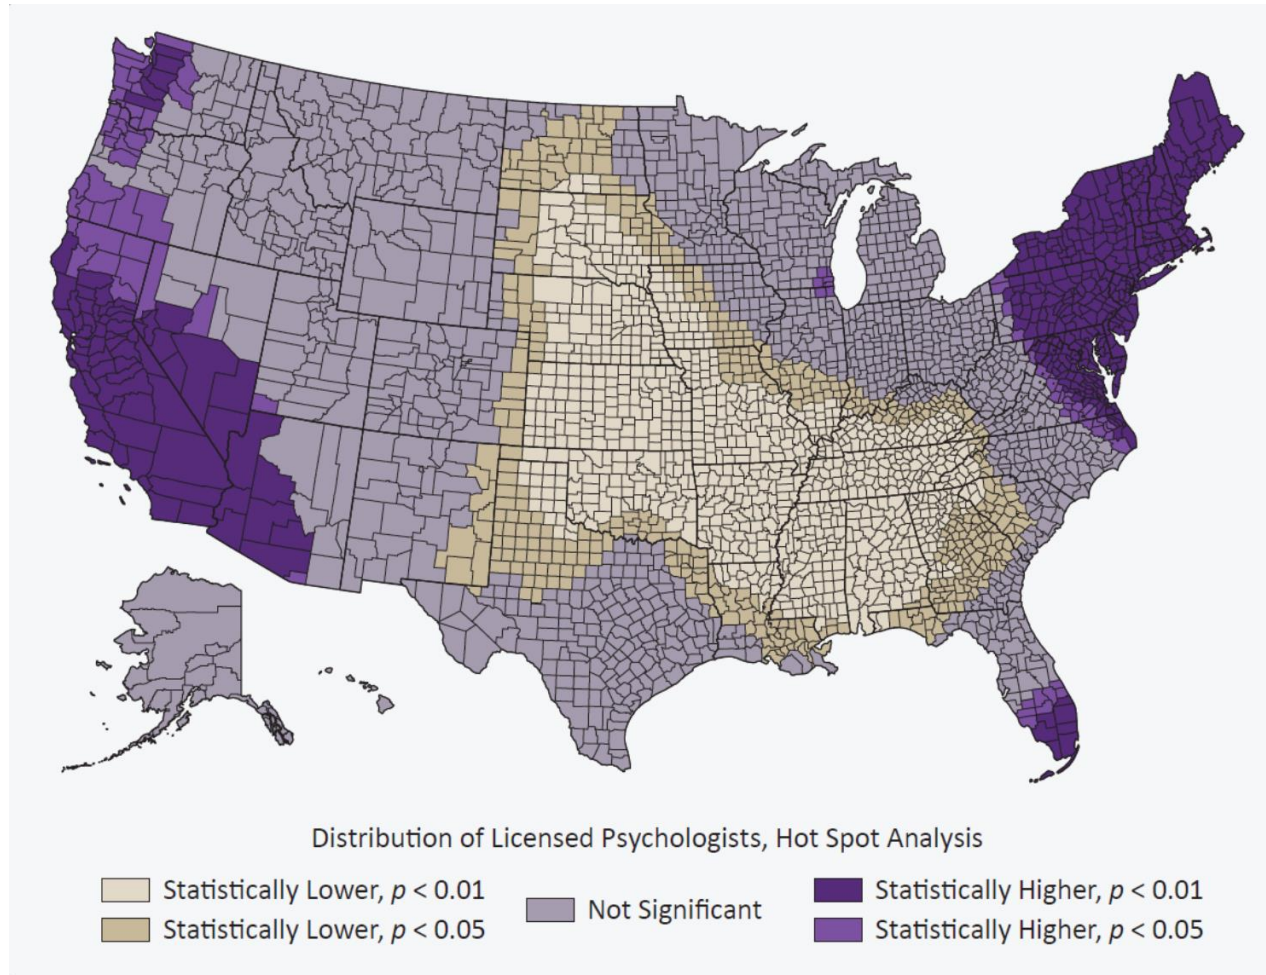 Distribution of Licensed Psychologists, Hot Spot Analysis
Statistically Lower, p < 0.01
Statistically Lower, p < 0.05
Not Significant
Statistically Higher, p < 0.01
Statistically Higher, p < 0.05